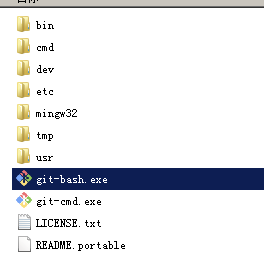 bin
cmd
dev
etc
mingw32
tmp
usr
git-bash.exe
git-cmd.exe
LICENSE.txt
README.portable